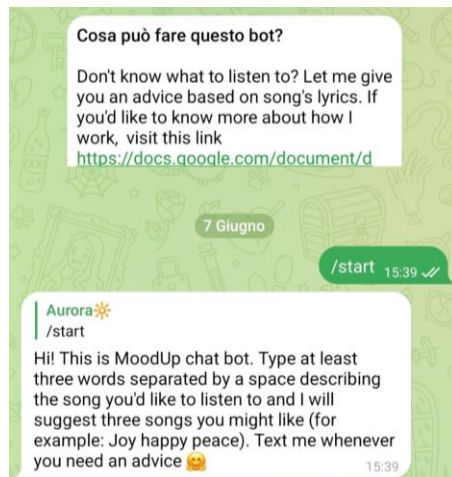 Cosa può fare questo bot?
Don't know what to listen to? Let me give
you an advice based on song's lyrics. If
you'd like to know more about how I
work, visit this link
https://docs.google.com/document/d
7 Giugno
/start 15:39
Aurora🔆
/start
Hi! This is MoodUp chat bot. Type at least
three words separated by a space describing
the song you'd like to listen to and I will
suggest three songs you might like (for
example: Joy happy peace). Text me whenever
you need an advice 🤗
15:39